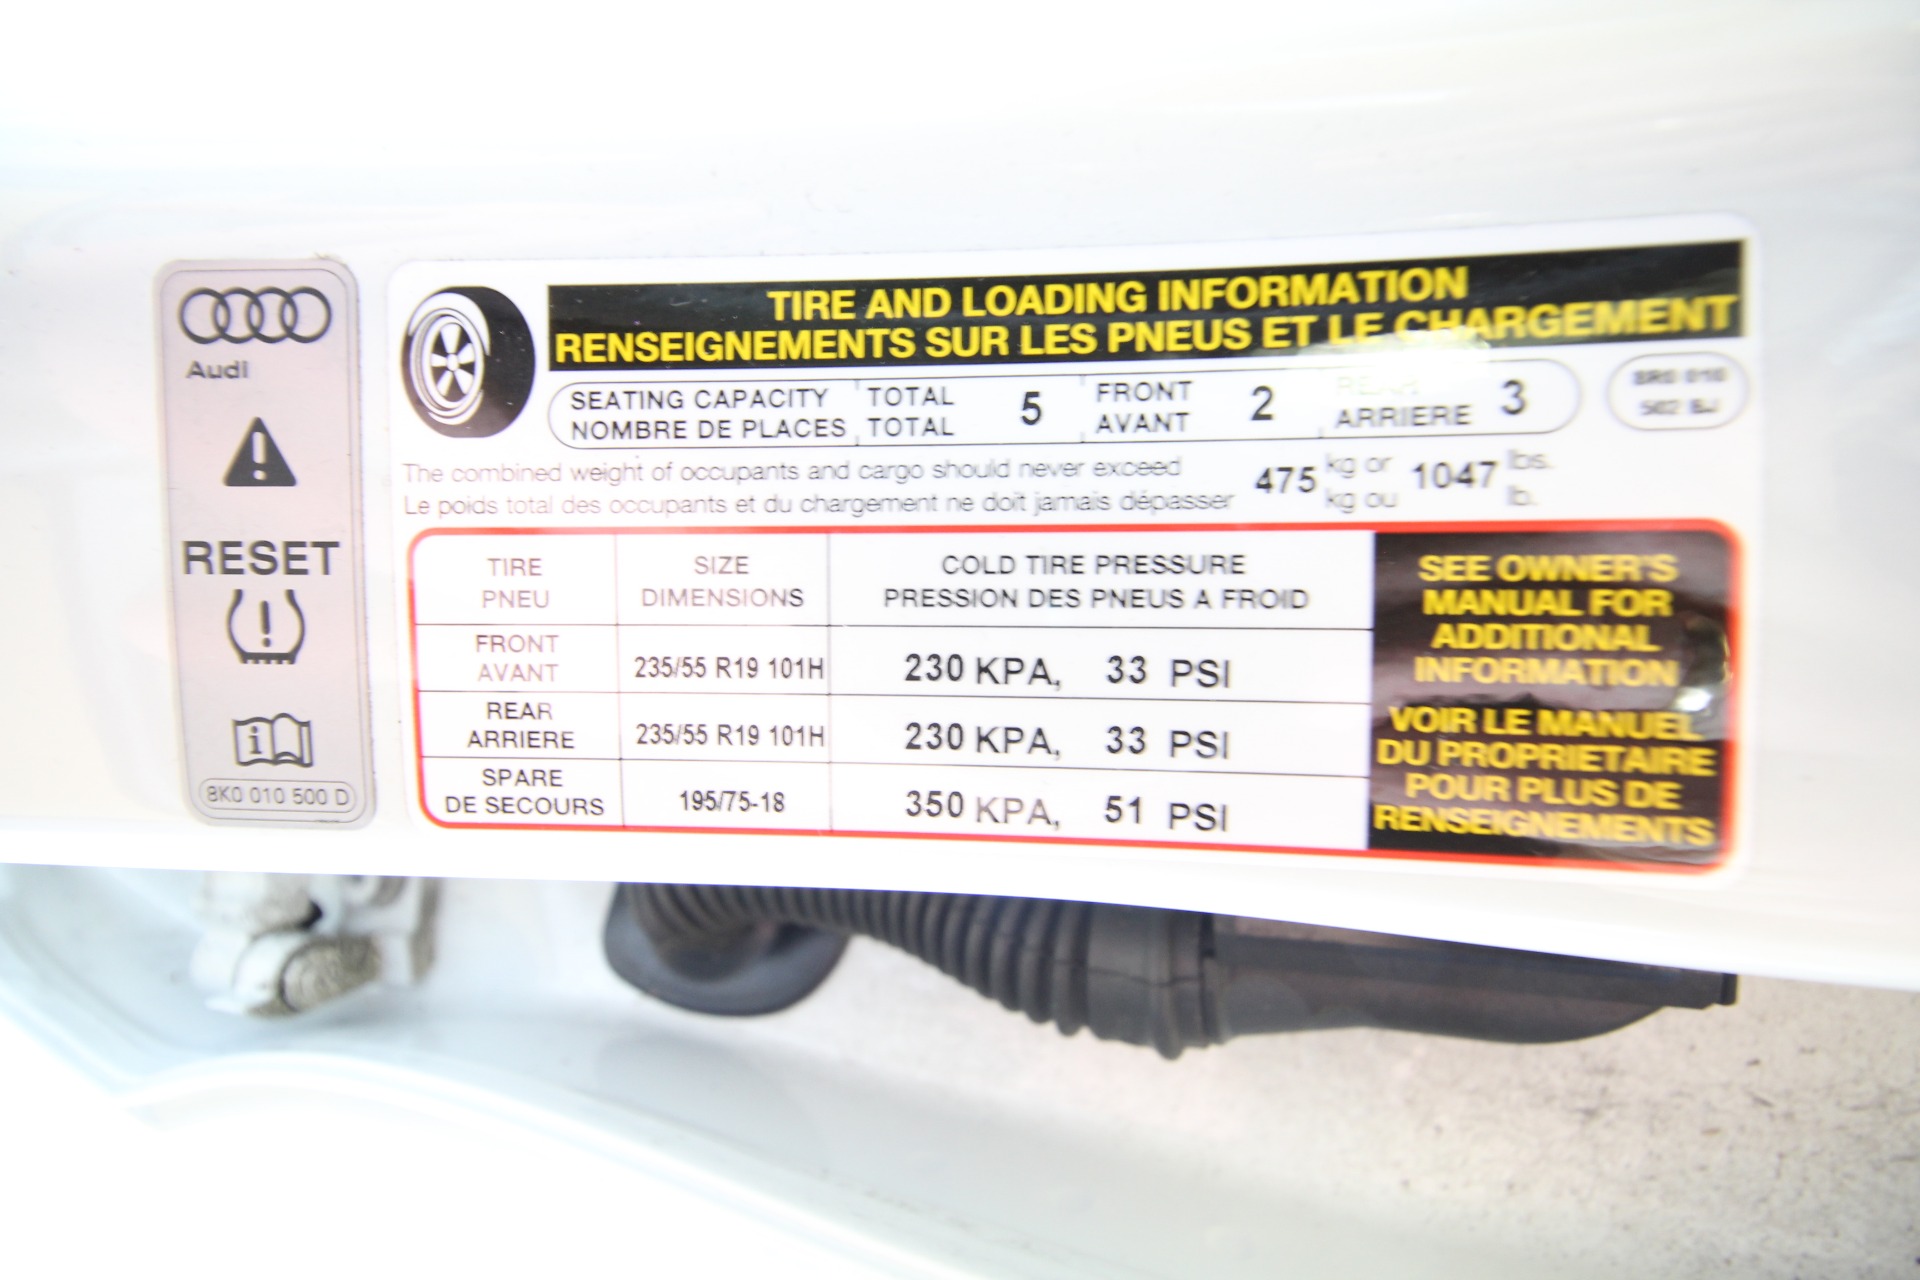 Audi
RESET
8K0 010 500 D
TIRE AND LOADING INFORMATION
RENSEIGNEMENTS SUR LES PNEUS ET LE CHARGEMENT
SEATING CAPACITY TOTAL 5 FRONT 2 REAR 3
NOMBRE DE PLACES TOTAL AVANT ARRIERE
8R0 010
502 BJ
The combined weight of occupants and cargo should never exceed 475 kg or 1047 lbs.
Le poids total des occupants et du chargement ne doit jamais dépasser kg ou lb.
TIRE SIZE COLD TIRE PRESSURE
PNEU DIMENSIONS PRESSION DES PNEUS A FROID
FRONT
AVANT 235/55 R19 101H 230 KPA, 33 PSI
REAR
ARRIERE 235/55 R19 101H 230 KPA, 33 PSI
SPARE
DE SECOURS 195/75-18 350 KPA, 51 PSI
SEE OWNER'S
MANUAL FOR
ADDITIONAL
INFORMATION
VOIR LE MANUEL
DU PROPRIETAIRE
POUR PLUS DE
RENSEIGNEMENTS